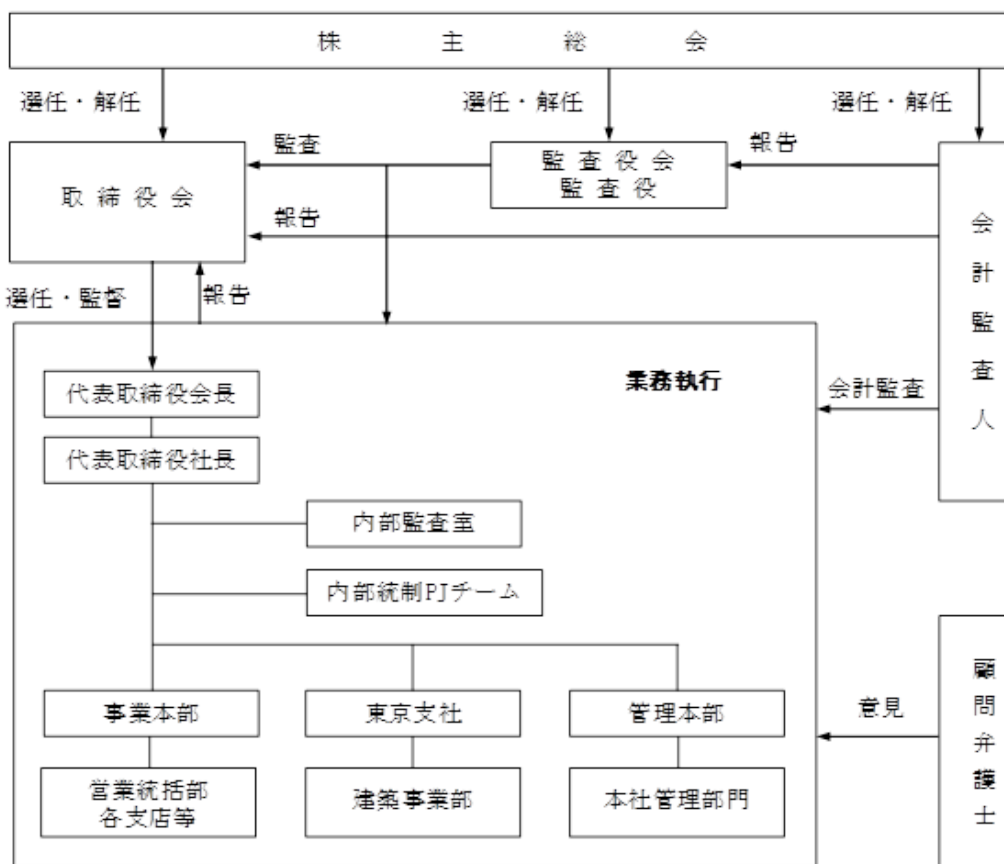 株主総会
選任・解任
選任・解任
選任・解任
取締役会
監査
監査役会
監査役
報告
報告
会計監査人
選任・監督
報告
業務執行
代表取締役会長
会計監査
代表取締役社長
内部監査室
内部統制PJチーム
事業本部
東京支社
管理本部
意見
顧問弁護士
営業統括部
各支店等
建築事業部
本社管理部門